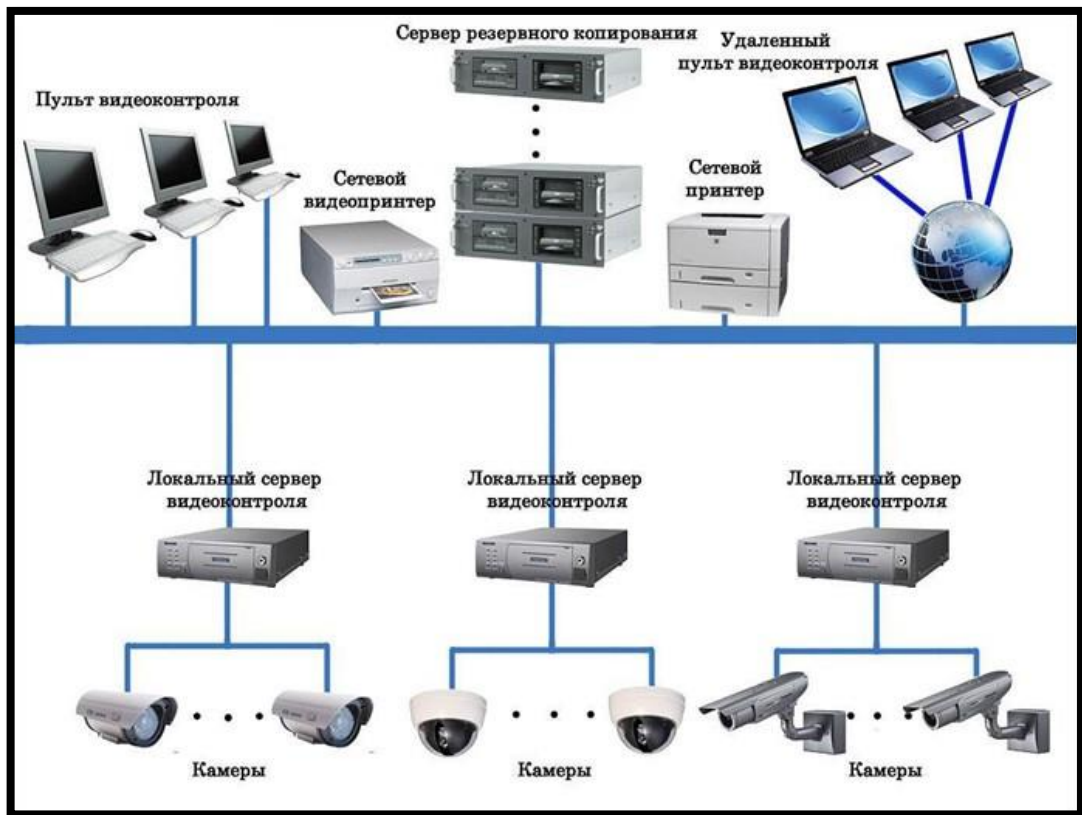 Сервер резервного копирования
Удаленный
пульт видеоконтроля
Пульт видеоконтроля
Сетевой
видеопринтер
Сетевой
принтер
Локальный сервер
видеоконтроля
Локальный сервер
видеоконтроля
Локальный сервер
видеоконтроля
Камеры
Камеры
Камеры